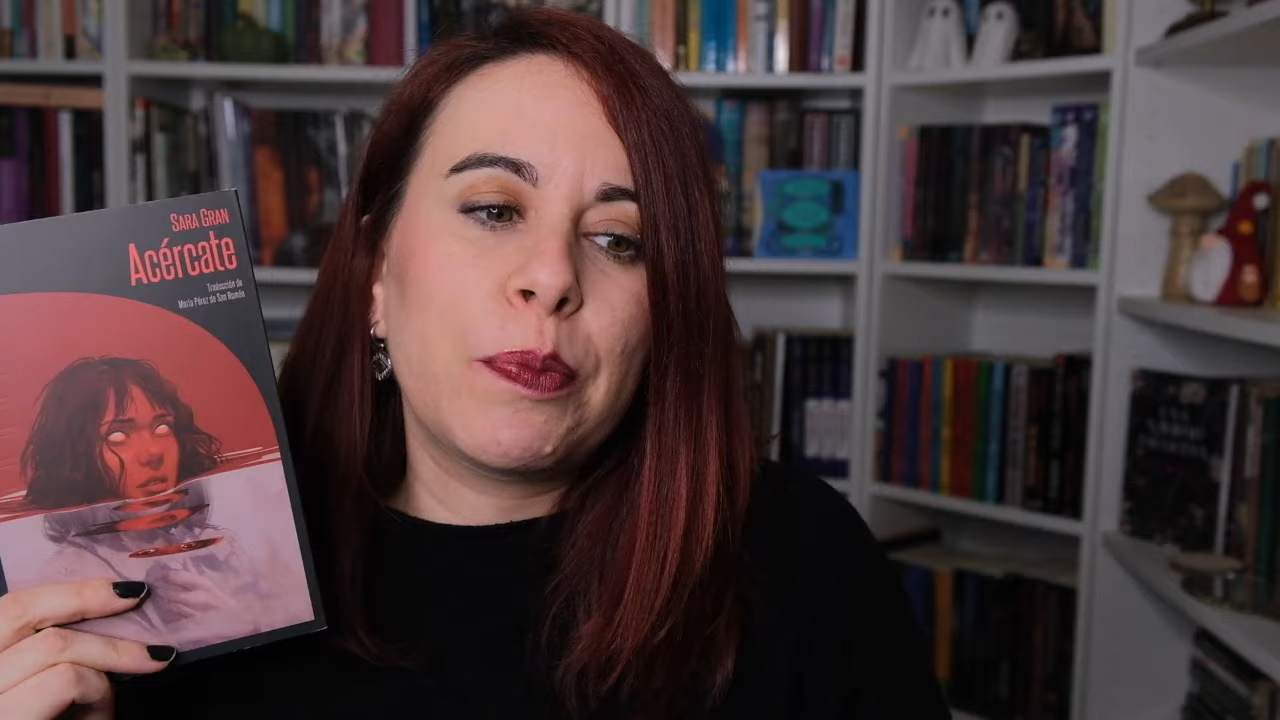 SARA GRAN
Acércate
Traducción de
María Pérez de San Román